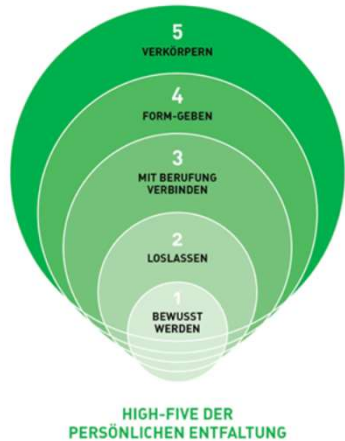 5
VERKÖRPERN
4
FORM-GEBEN
3
MIT BERUFUNG
VERBINDEN
2
LOSLASSEN
1
BEWUSST
WERDEN
HIGH-FIVE DER
PERSÖNLICHEN ENTFALTUNG